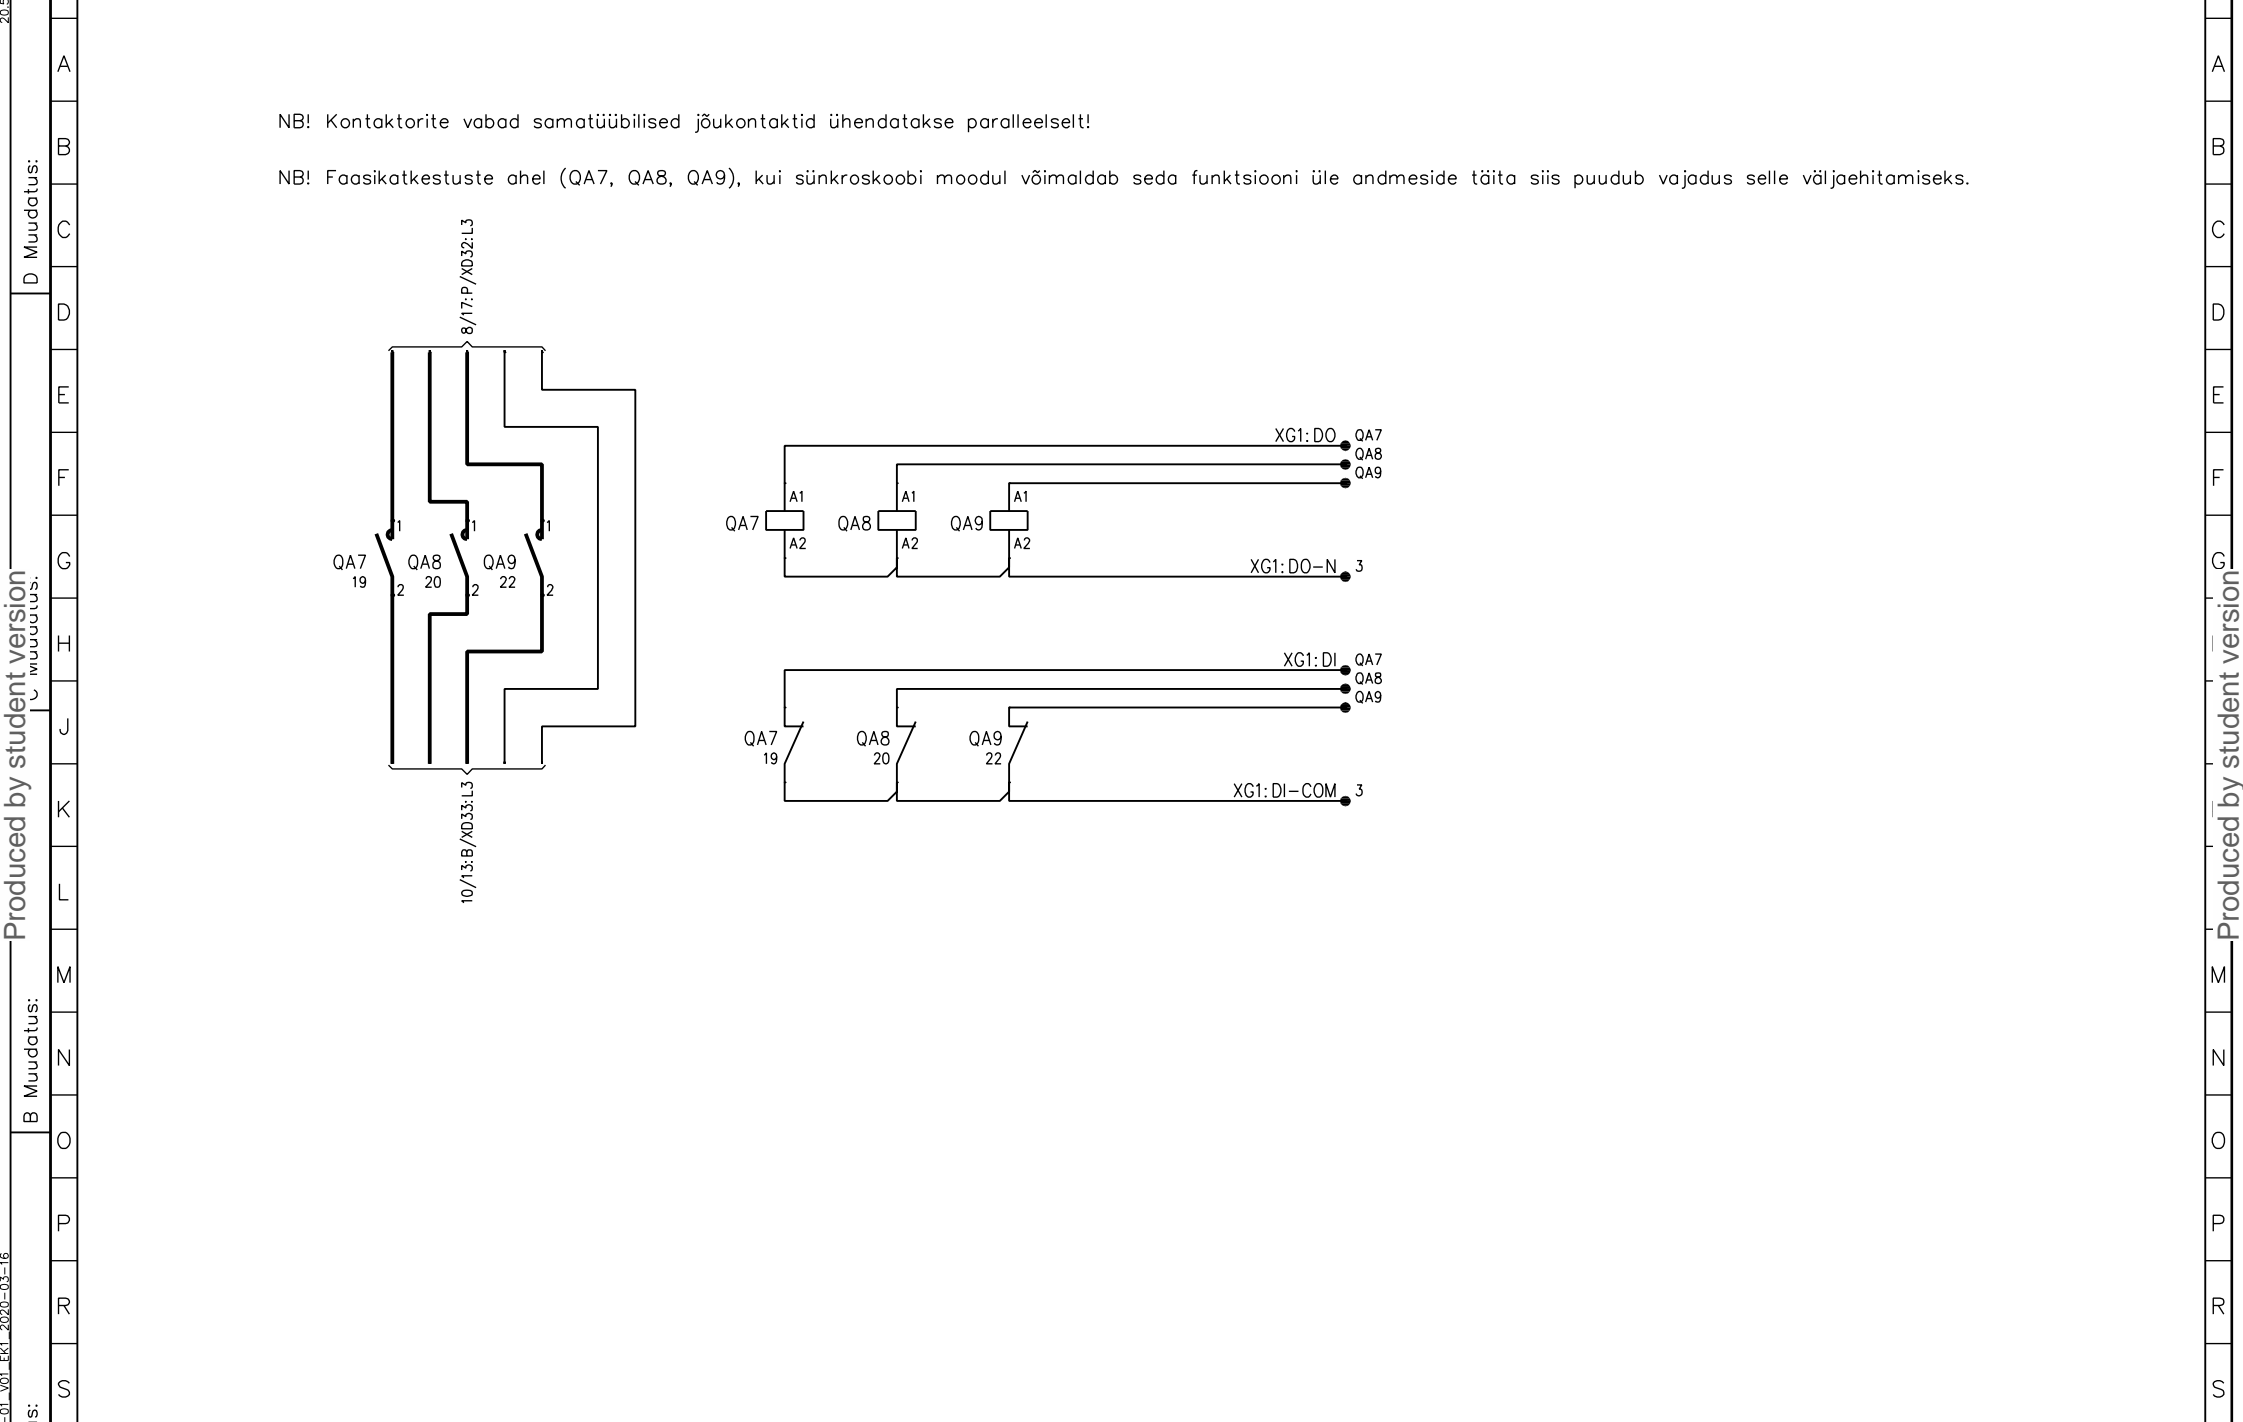 NB! Kontaktorite vabad samatüübilised jõukontaktid ühendatakse paralleelselt!
NB! Faasikatkestuste ahel (QA7, QA8, QA9), kui sünkroskoobi moodul võimaldab seda funktsiooni üle andmeside täita siis puudub vajadus selle väljaehitamiseks.
8/17:P/XD32:L3
1 1 1
QA7 QA8 QA9
19 20 22
2 2 2
10/13:B/XD33:L3
XG1:DO QA7
QA8
QA9
A1 A1 A1
QA7 QA8 QA9
A2 A2 A2
XG1:DO-N 3
XG1:DI QA7
QA8
QA9
QA7 QA8 QA9
19 20 22
XG1:DI-COM 3
A
B
C
D
E
F
G
H
J
K
L
M
N
O
P
R
S
A
B
C
D
E
F
G
M
N
O
P
R
S
D Muudatus:
B Muudatus:
Produced by student version
Produced by student version
V01_EK1_2020-03-16